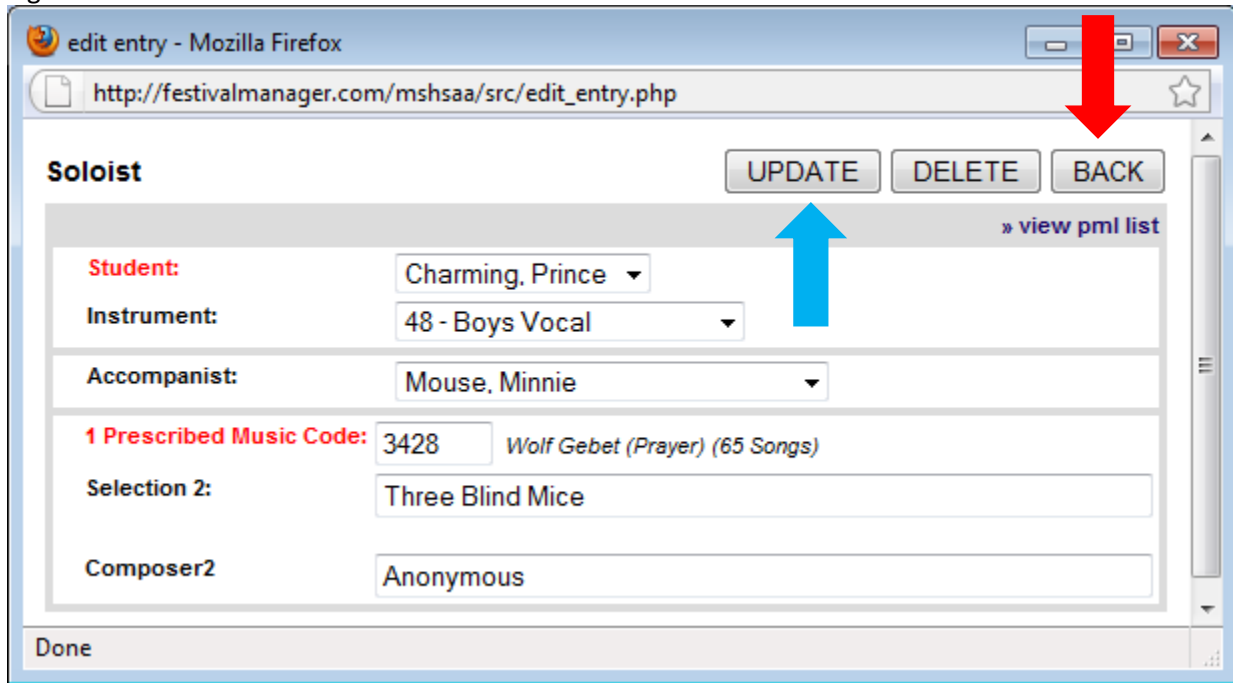 edit entry - Mozilla Firefox
http://festivalmanager.com/mshsaa/src/edit_entry.php
Soloist UPDATE DELETE BACK
» view pml list
Student: Charming, Prince
Instrument: 48 - Boys Vocal
Accompanist: Mouse, Minnie
1 Prescribed Music Code: 3428 Wolf Gebet (Prayer) (65 Songs)
Selection 2: Three Blind Mice
Composer2 Anonymous
Done